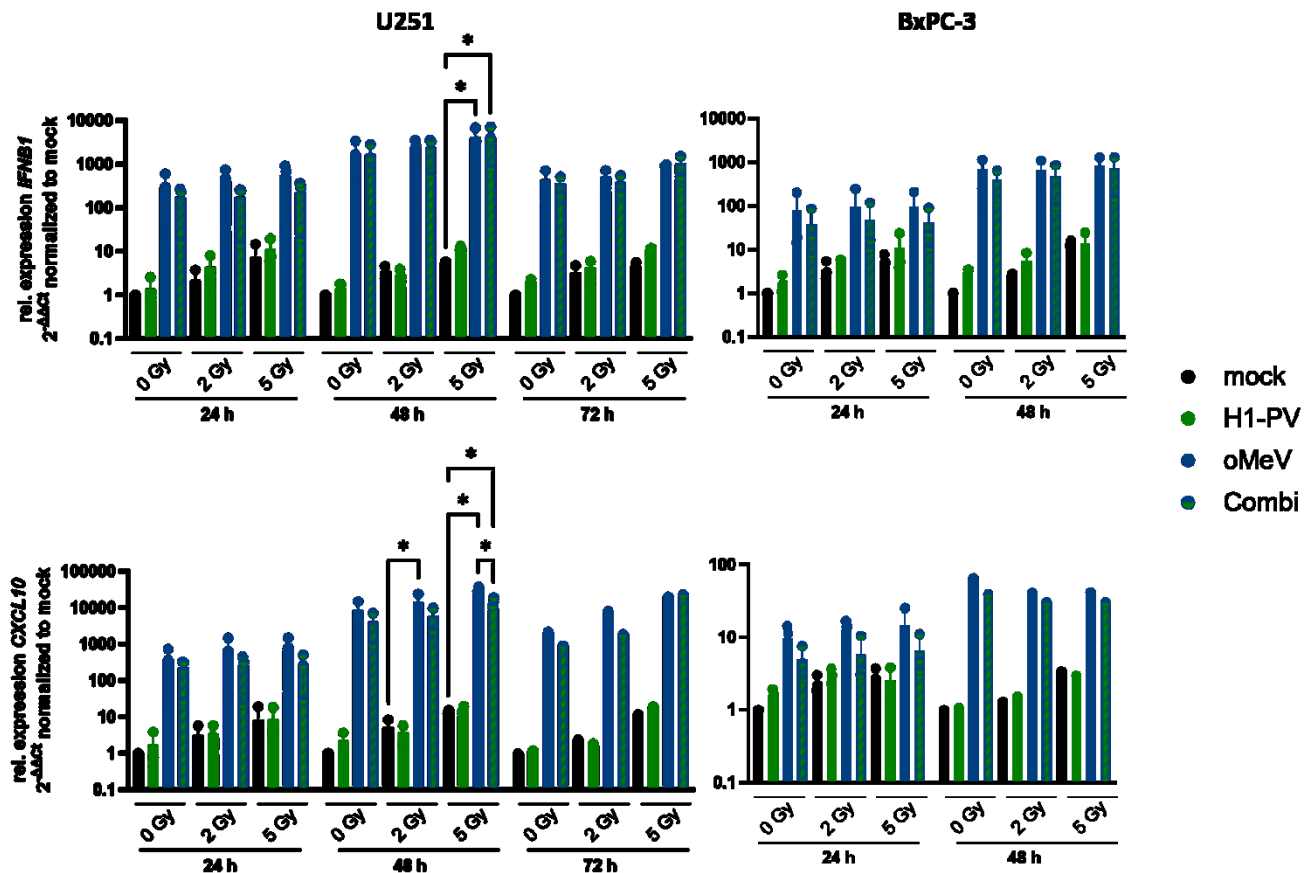 U251
BxPC-3
* *
rel. expression IFNB1
2^-ΔΔCt normalized to mock
10000
1000
100
10
1
0.1
0 Gy 2 Gy 5 Gy 0 Gy 2 Gy 5 Gy 0 Gy 2 Gy 5 Gy
24 h 48 h 72 h
10000
1000
100
10
1
0.1
0 Gy 2 Gy 5 Gy 0 Gy 2 Gy 5 Gy
24 h 48 h
mock
H1-PV
oMeV
Combi
* * * *
rel. expression CXCL10
2^-ΔΔCt normalized to mock
100000
10000
1000
100
10
1
0.1
0 Gy 2 Gy 5 Gy 0 Gy 2 Gy 5 Gy 0 Gy 2 Gy 5 Gy
24 h 48 h 72 h
100
10
1
0.1
0 Gy 2 Gy 5 Gy 0 Gy 2 Gy 5 Gy
24 h 48 h